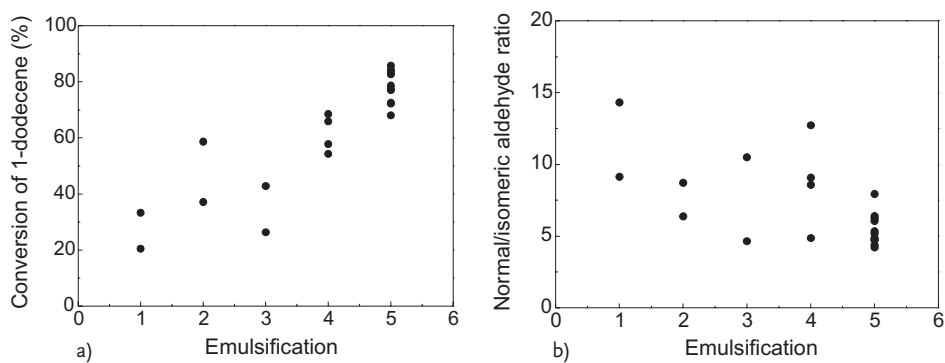 Conversion of 1-dodecene (%)
100
80
60
40
20
0
0 1 2 3 4 5 6
Emulsification
a)
Normal/isomeric aldehyde ratio
20
15
10
5
0
0 1 2 3 4 5 6
Emulsification
b)